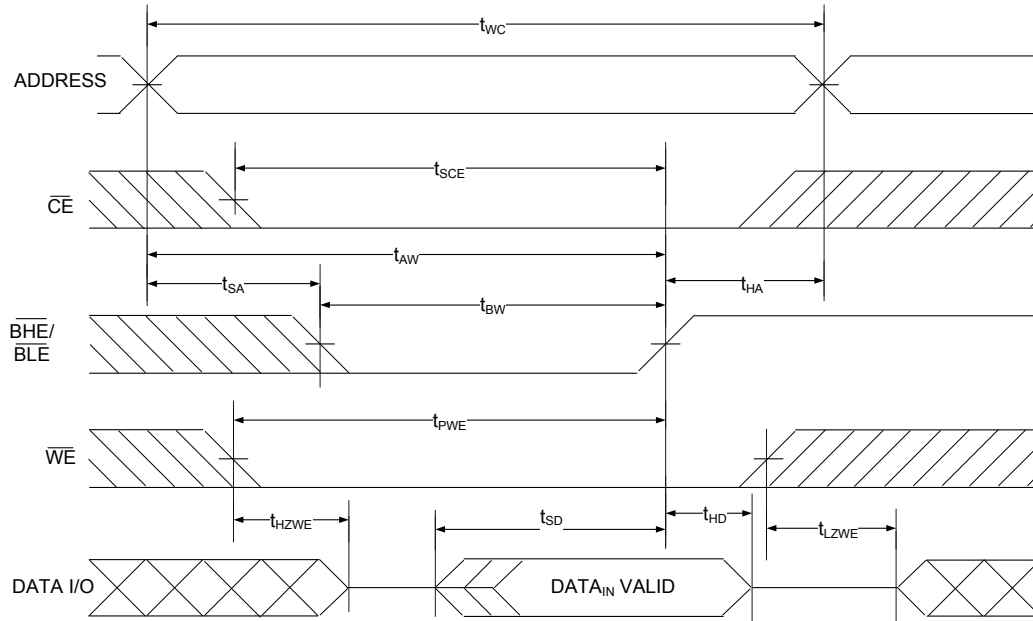 tWC
ADDRESS
tSCE
CE
tAW
tSA
tHA
tBW
BHE/
BLE
tPWE
WE
tHZWE
tSD
tHD
tLZWE
DATA I/O
DATAIN VALID